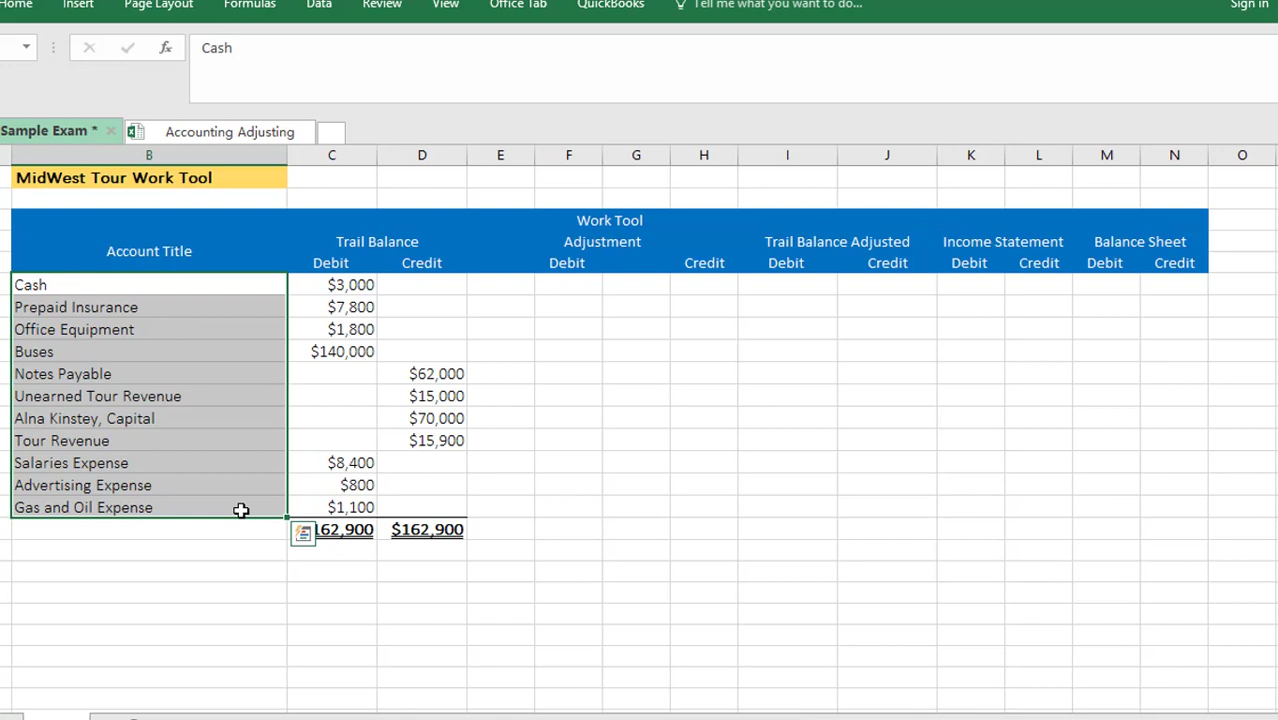 Home Insert Page Layout Formulas Data Review View Office Tab QuickBooks Tell me what you want to do... Sign in
fx Cash
Sample Exam * Accounting Adjusting
B C D E F G H I J K L M N O
MidWest Tour Work Tool
Work Tool
Account Title Trail Balance Adjustment Trail Balance Adjusted Income Statement Balance Sheet
Debit Credit Debit Credit Debit Credit Debit Credit Debit Credit
Cash $3,000
Prepaid Insurance $7,800
Office Equipment $1,800
Buses $140,000
Notes Payable $62,000
Unearned Tour Revenue $15,000
Alna Kinstey, Capital $70,000
Tour Revenue $15,900
Salaries Expense $8,400
Advertising Expense $800
Gas and Oil Expense $1,100
162,900 $162,900